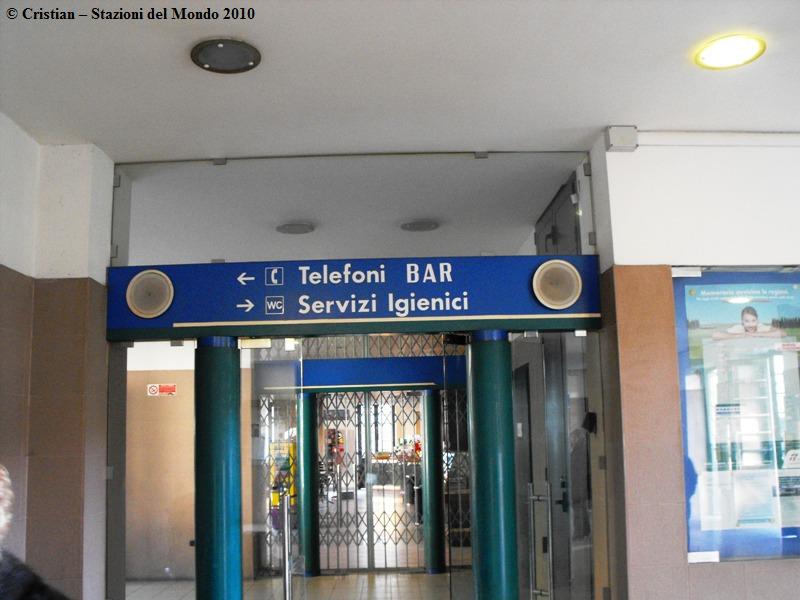 © Cristian – Stazioni del Mondo 2010
Telefoni BAR
WC Servizi Igienici